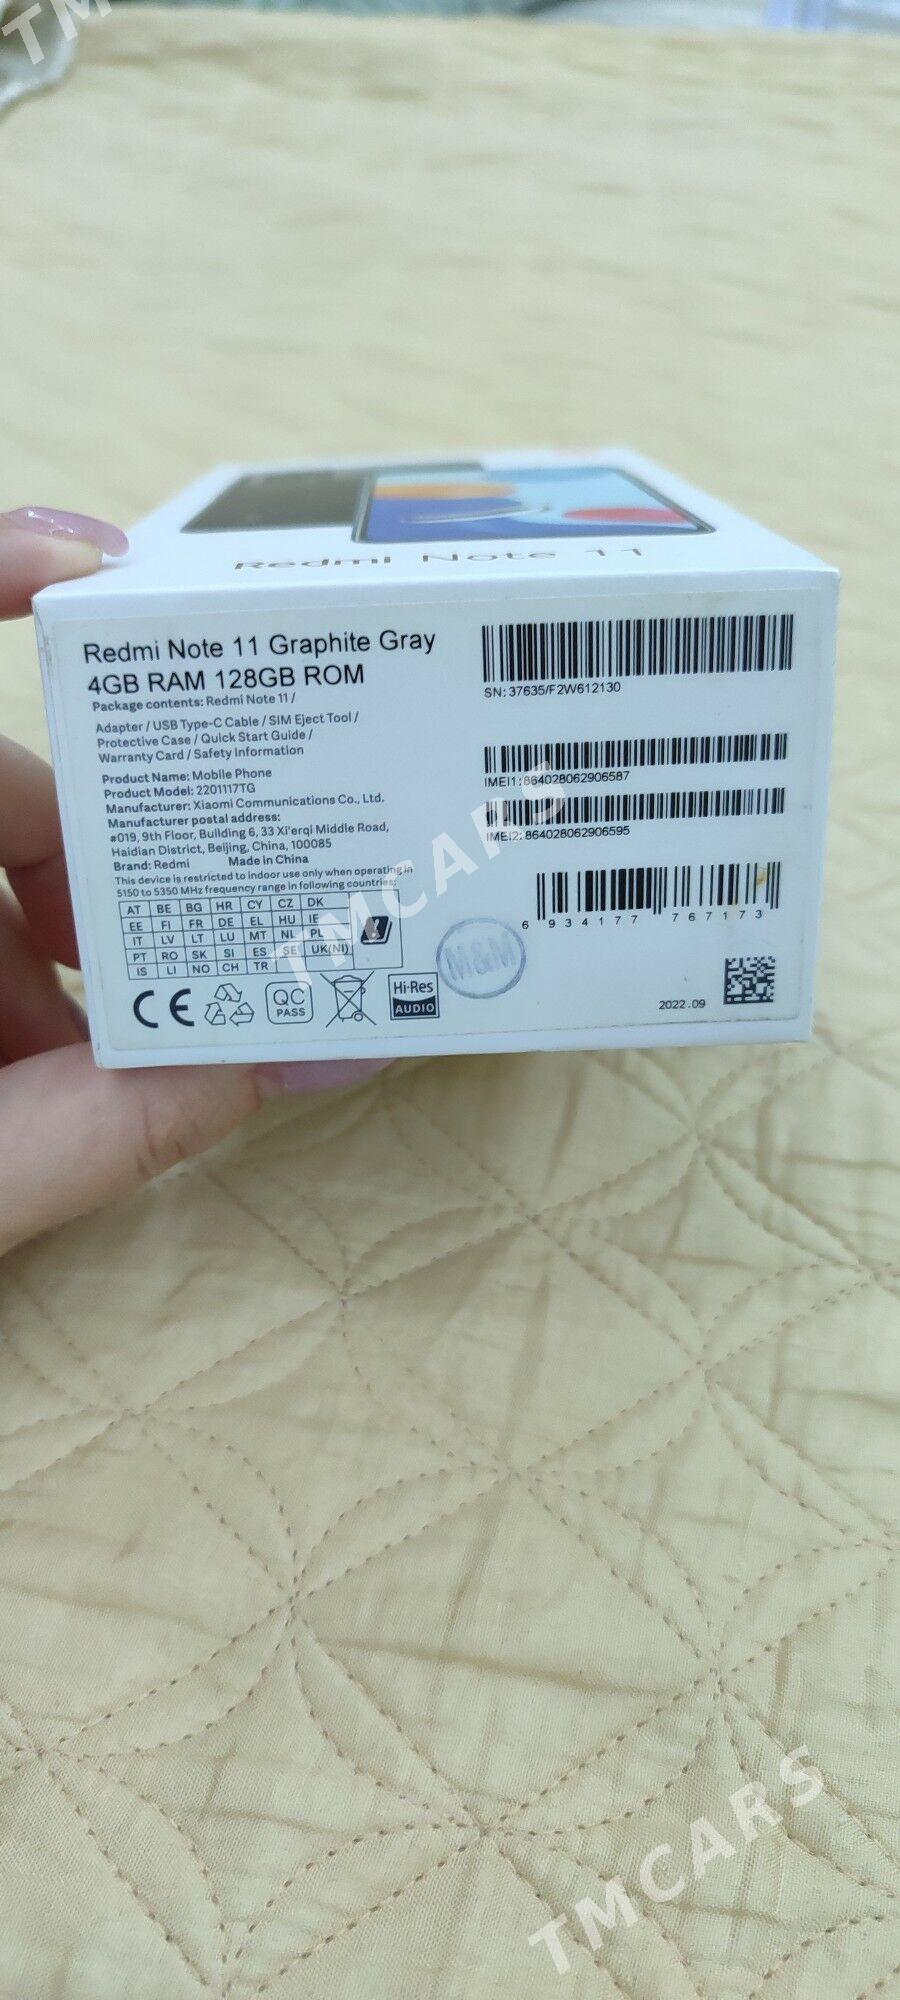 TM
Redmi Note 11
Redmi Note 11 Graphite Gray
4GB RAM 128GB ROM
Package contents: Redmi Note 11 /
Adapter / USB Type-C Cable / SIM Eject Tool /
Protective Case / Quick Start Guide /
Warranty Card / Safety Information
Product Name: Mobile Phone
Product Model: 2201117TG
Manufacturer: Xiaomi Communications Co., Ltd.
Manufacturer postal address:
#019, 9th Floor, Building 6, 33 Xi'erqi Middle Road,
Haidian District, Beijing, China, 100085
Brand: Redmi Made in China
This device is restricted to indoor use only when operating in
5150 to 5350 MHz frequency range in following countries:
AT BE BG HR CY CZ DK
EE FI FR DE EL HU IE
IT LV LT LU MT NL PL
PT RO SK SI ES SE UK(NI)
IS LI NO CH TR
CE
QC
PASS
Hi-Res
AUDIO
SN: 37635/F2W612130
IMEI1: 864028062906587
IMEI2: 864028062906595
6 934177 767173
M&M
2022.09
TMCARS
TMCARS